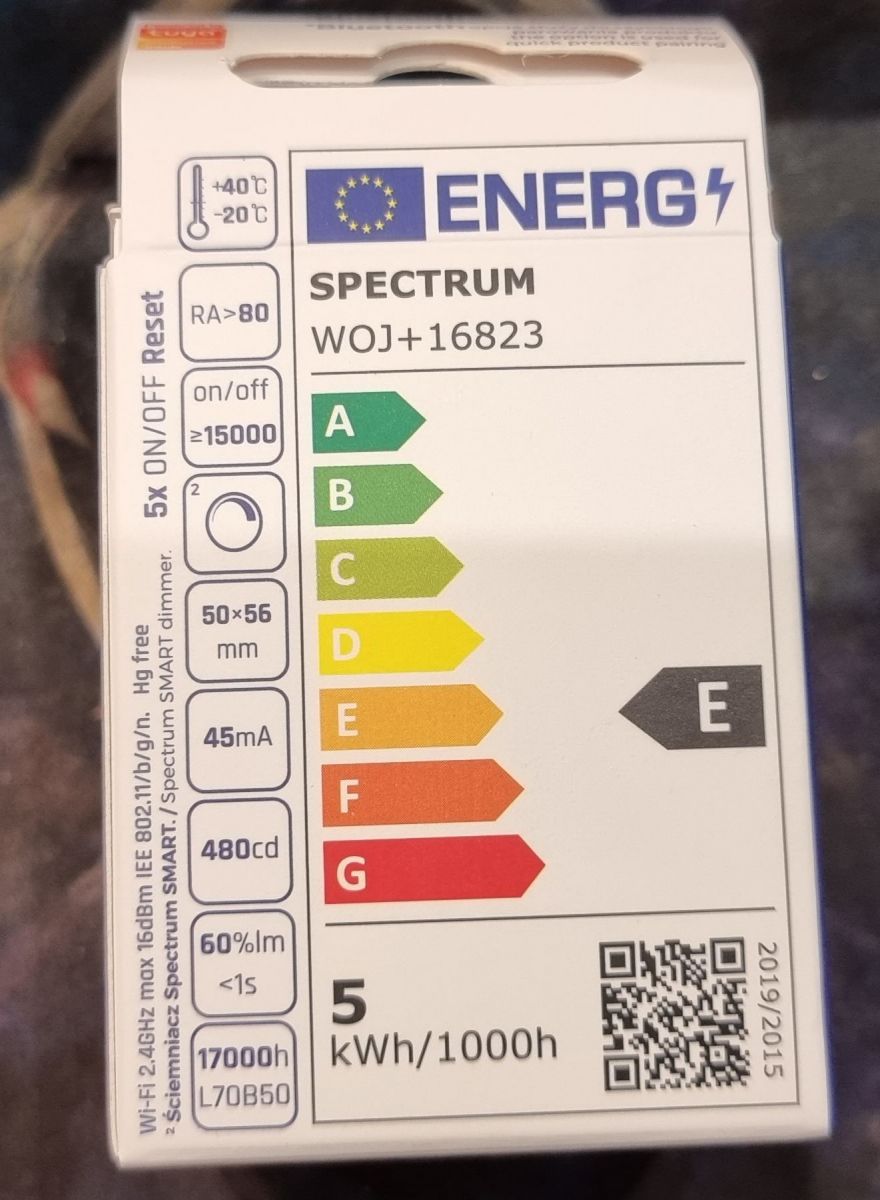 tuya
quick product pairing
+40°C
-20°C
RA>80
on/off
≥15000
2
50×56
mm
45mA
480cd
60%lm
<1s
17000h
L70B50
5x ON/OFF Reset
Wi-Fi 2.4GHz max 16dBm IEE 802.11/b/g/n. Hg free
² Ściemniacz Spectrum SMART. / Spectrum SMART dimmer.
ENERG
SPECTRUM
WOJ+16823
A
B
C
D
E
F
G
E
5
kWh/1000h
2019/2015